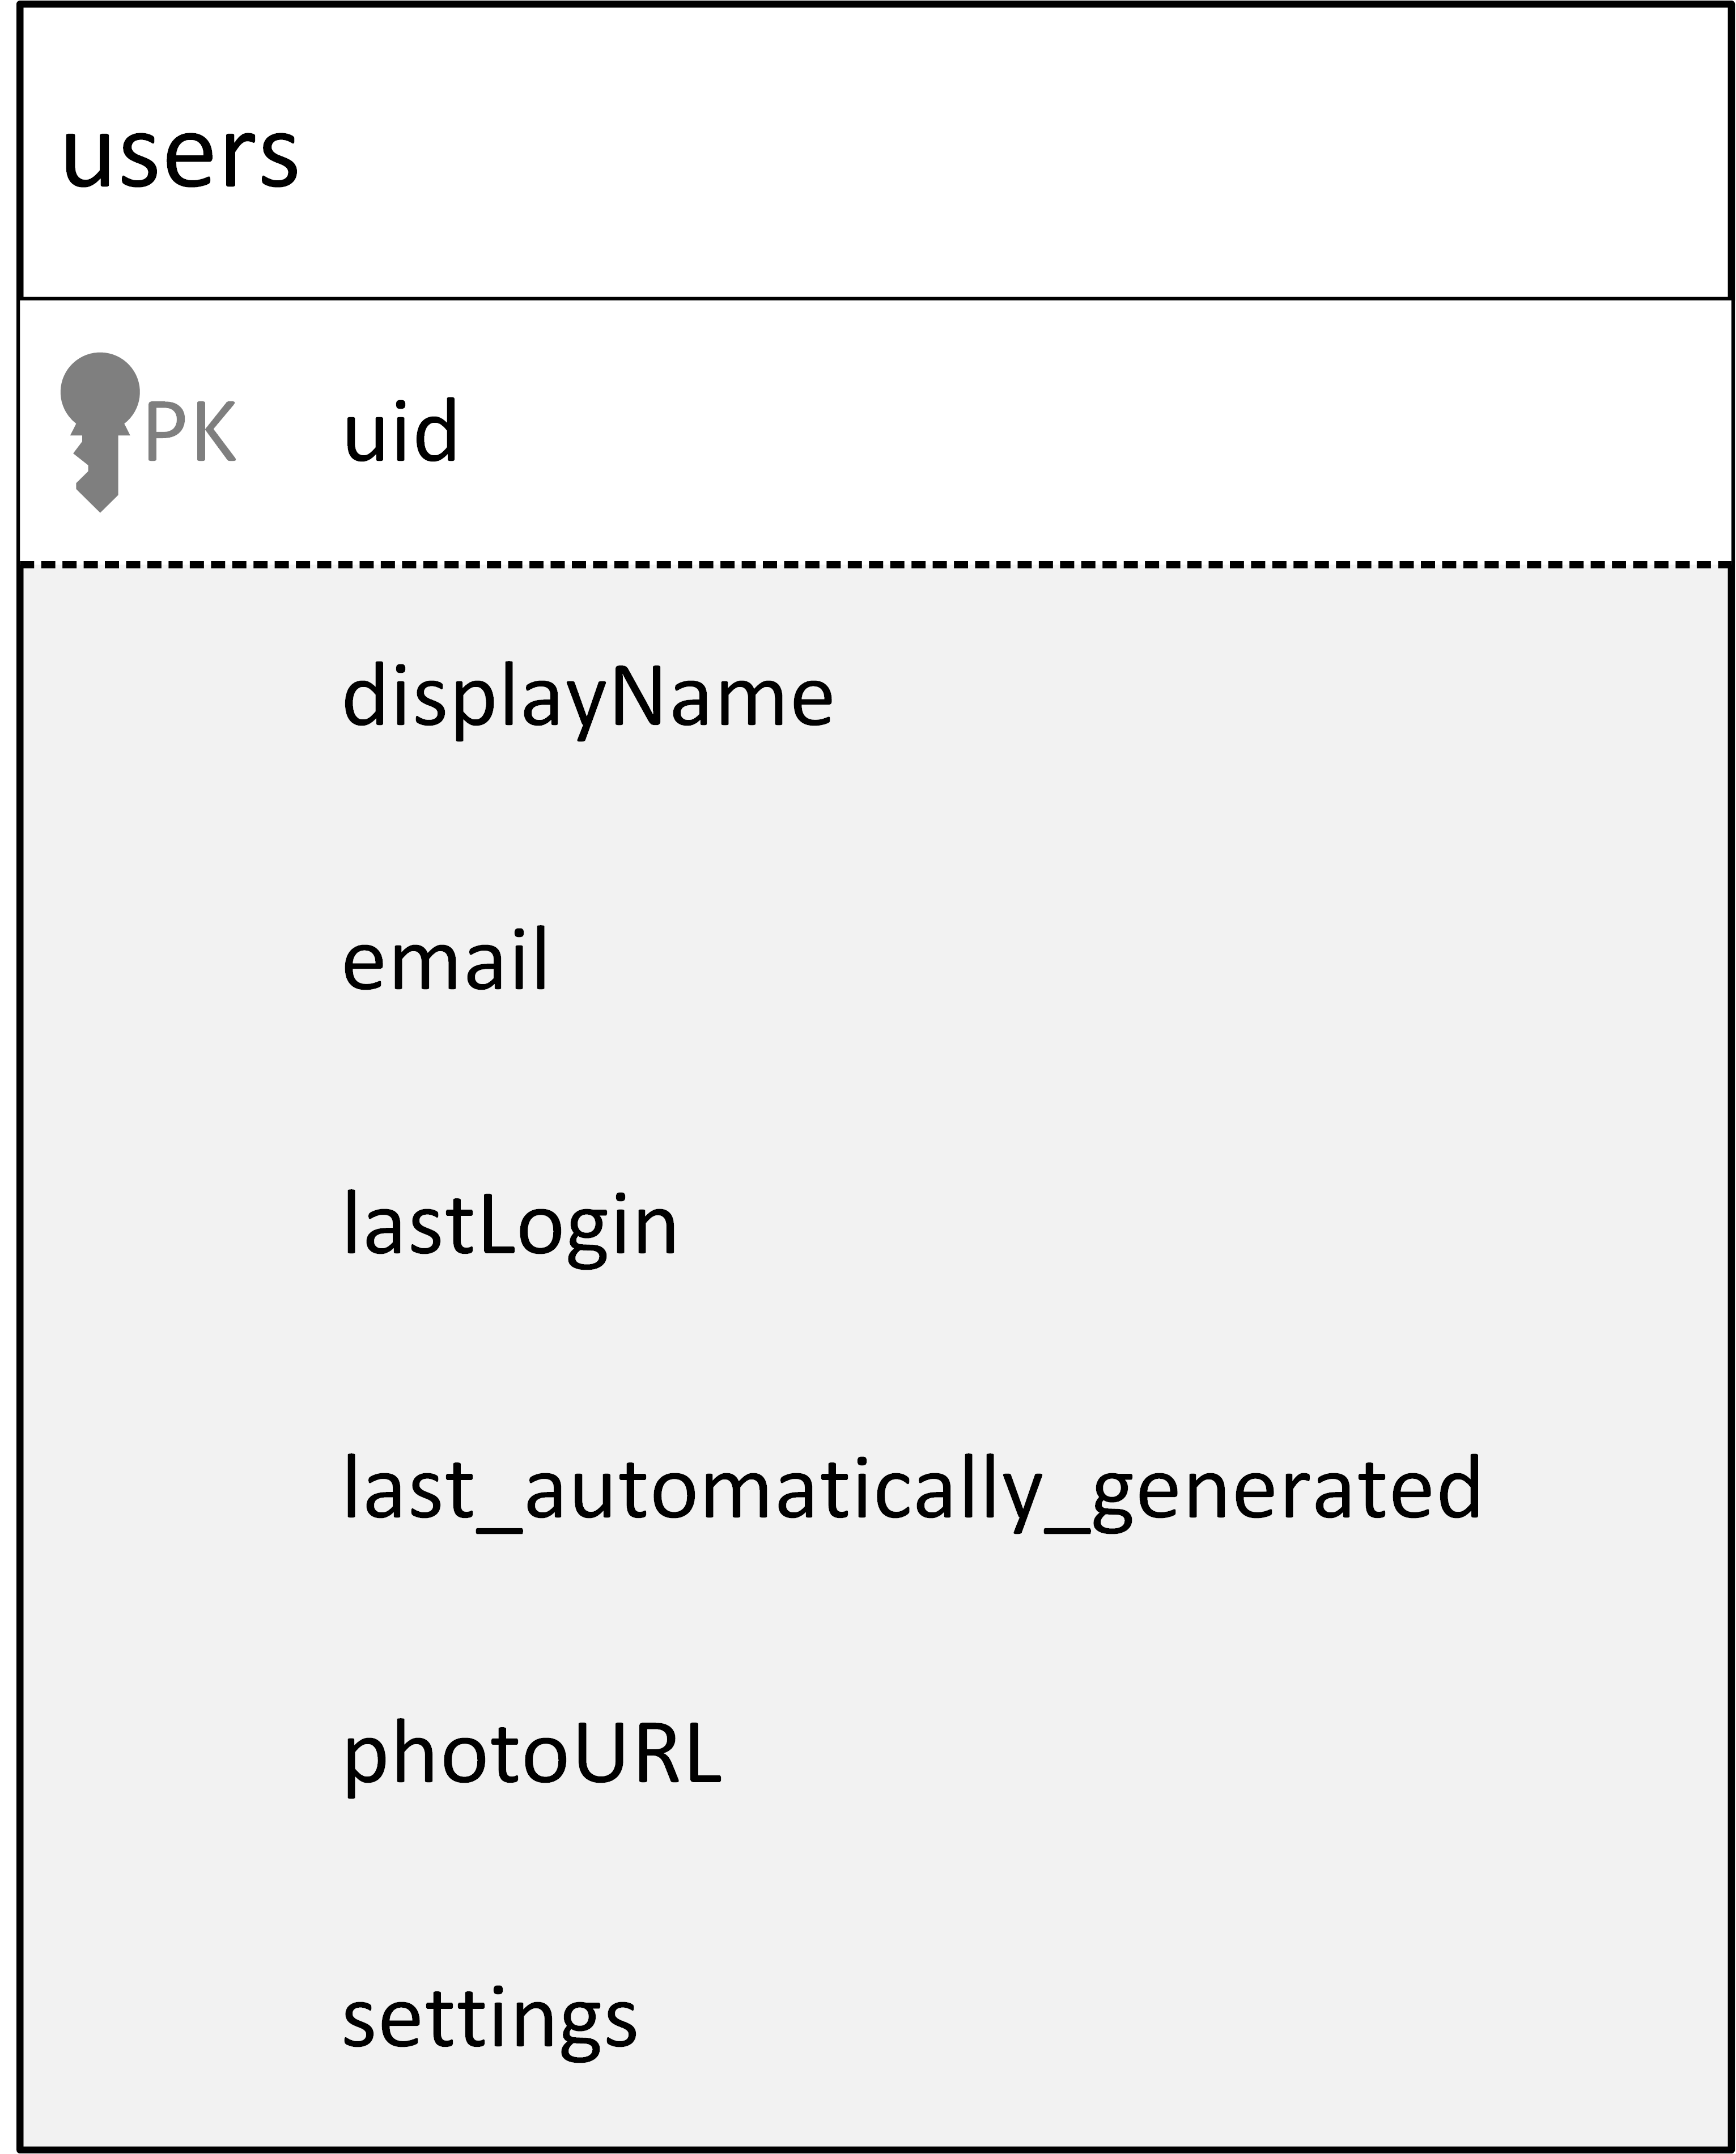 users
PK uid
displayName
email
lastLogin
last_automatically_generated
photoURL
settings